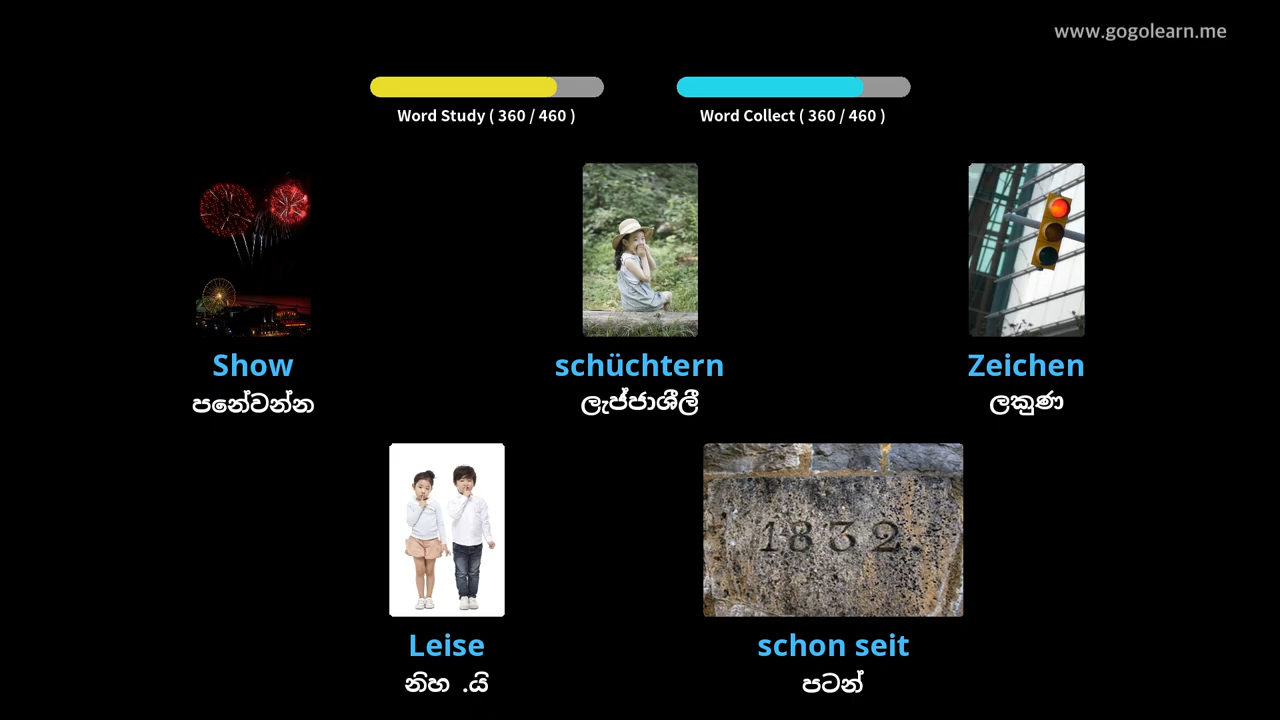 www.gogolearn.me
Word Study ( 360 / 460 )
Word Collect ( 360 / 460 )
Show
පනේවන්න
schüchtern
ලැජ්ජාශීලී
Zeichen
ලකුණ
1832.
Leise
නිහ .යි
schon seit
පටන්